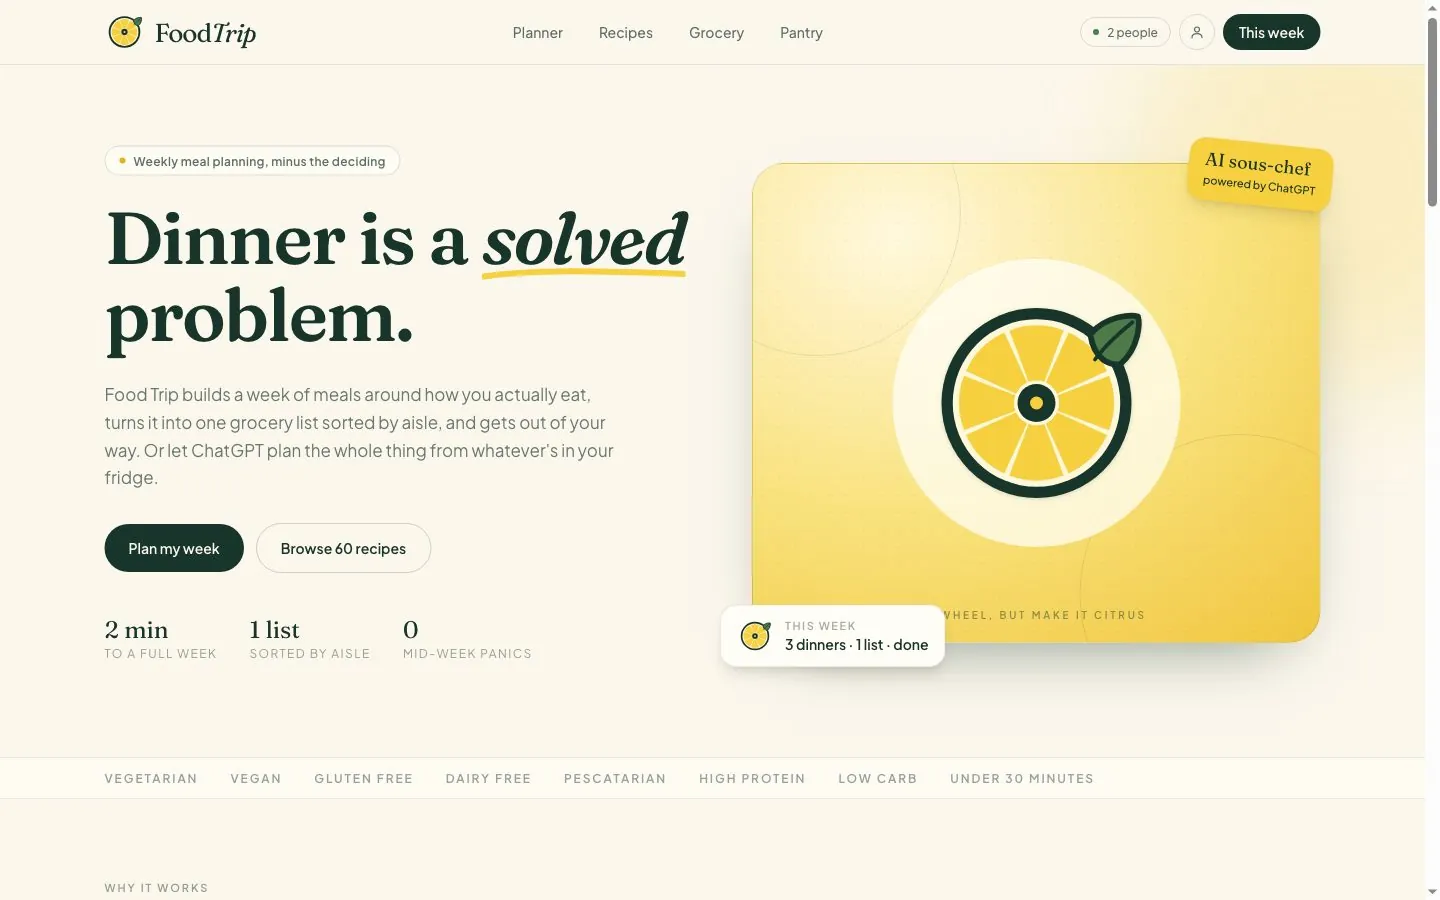 FoodTrip
Planner
Recipes
Grocery
Pantry
2 people
This week
Weekly meal planning, minus the deciding
Dinner is a solved
problem.
Food Trip builds a week of meals around how you actually eat,
turns it into one grocery list sorted by aisle, and gets out of your
way. Or let ChatGPT plan the whole thing from whatever's in your
fridge.
Plan my week
Browse 60 recipes
2 min
TO A FULL WEEK
1 list
SORTED BY AISLE
0
MID-WEEK PANICS
AI sous-chef
powered by ChatGPT
WHEEL, BUT MAKE IT CITRUS
THIS WEEK
3 dinners · 1 list · done
VEGETARIAN
VEGAN
GLUTEN FREE
DAIRY FREE
PESCATARIAN
HIGH PROTEIN
LOW CARB
UNDER 30 MINUTES
WHY IT WORKS